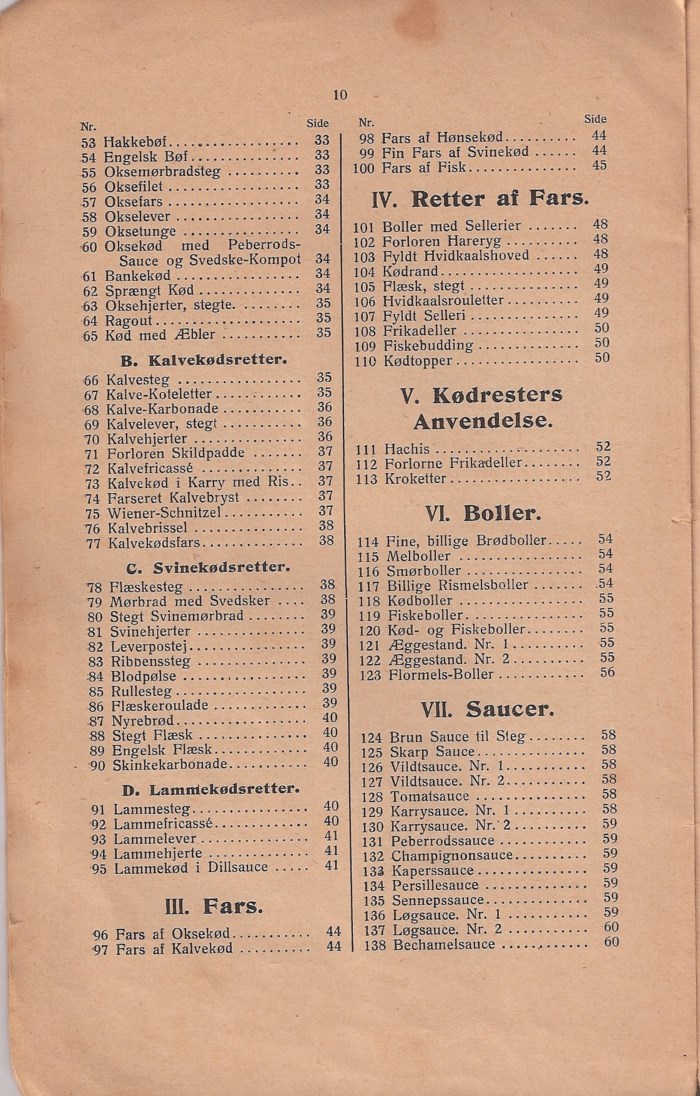 10
Nr. Side
53 Hakkebøf.................. 33
54 Engelsk Bøf............... 33
55 Oksemørbradsteg .......... 33
56 Oksefilet ................. 33
57 Oksefars .................. 34
58 Okselever ................. 34
59 Oksetunge ................. 34
60 Oksekød med Peberrods-
Sauce og Svedske-Kompot 34
61 Bankekød ................. 34
62 Sprængt Kød .............. 34
63 Oksehjerter, stegte. ......... 35
64 Ragout.................... 35
65 Kød med Æbler ........... 35
B. Kalvekødsretter.
66 Kalvesteg ................. 35
67 Kalve-Koteletter............ 35
68 Kalve-Karbonade ........... 36
69 Kalvelever, stegt ........... 36
70 Kalvehjerter ............... 36
71 Forloren Skildpadde ........ 37
72 Kalvefricassé .............. 37
73 Kalvekød i Karry med Ris.. 37
74 Farseret Kalvebryst ........ 37
75 Wiener-Schnitzel........... 37
76 Kalvebrissel ............... 38
77 Kalvekødsfars.............. 38
C. Svinekødsretter.
78 Flæskesteg ................ 38
79 Mørbrad med Svedsker .... 38
80 Stegt Svinemørbrad ........ 39
81 Svinehjerter ............... 39
82 Leverpostej................ 39
83 Ribbenssteg ............... 39
84 Blodpølse ................. 39
85 Rullesteg .................. 39
86 Flæskeroulade ............. 39
87 Nyrebrød.................. 40
88 Stegt Flæsk ............... 40
89 Engelsk Flæsk............. 40
90 Skinkekarbonade........... 40
D. Lammekødsretter.
91 Lammesteg................ 40
92 Lammefricassé............. 40
93 Lammelever ............... 41
94 Lammehjerte .............. 41
95 Lammekød i Dillsauce ..... 41
III. Fars.
96 Fars af Oksekød........... 44
97 Fars af Kalvekød .......... 44
Nr. Side
98 Fars af Hønsekød.......... 44
99 Fin Fars af Svinekød ...... 44
100 Fars af Fisk............... 45
IV. Retter af Fars.
101 Boller med Sellerier ........ 48
102 Forloren Hareryg .......... 48
103 Fyldt Hvidkaalshoved ...... 48
104 Kødrand................... 49
105 Flæsk, stegt ............... 49
106 Hvidkaalsrouletter.......... 49
107 Fyldt Selleri ............... 49
108 Frikadeller ................ 50
109 Fiskebudding .............. 50
110 Kødtopper................. 50
V. Kødresters
Anvendelse.
111 Hachis .................... 52
112 Forlorne Frikadeller........ 52
113 Kroketter.................. 52
VI. Boller.
114 Fine, billige Brødboller..... 54
115 Melboller ................. 54
116 Smørboller ................ 54
117 Billige Rismelsboller ....... 54
118 Kødboller ................. 55
119 Fiskeboller................. 55
120 Kød- og Fiskeboller........ 55
121 Æggestand. Nr. 1.......... 55
122 Æggestand. Nr. 2 ......... 55
123 Flormels-Boller ............ 56
VII. Saucer.
124 Brun Sauce til Steg........ 58
125 Skarp Sauce............... 58
126 Vildtsauce. Nr. 1........... 58
127 Vildtsauce. Nr. 2........... 58
128 Tomatsauce ............... 58
129 Karrysauce. Nr. 1 ......... 58
130 Karrysauce. Nr. 2 ......... 59
131 Peberrodssauce ............ 59
132 Champignonsauce.......... 59
133 Kaperssauce ............... 59
134 Persillesauce .............. 59
135 Sennepssauce.............. 59
136 Løgsauce. Nr. 1 ........... 59
137 Løgsauce. Nr. 2 ........... 60
138 Bechamelsauce ............ 60